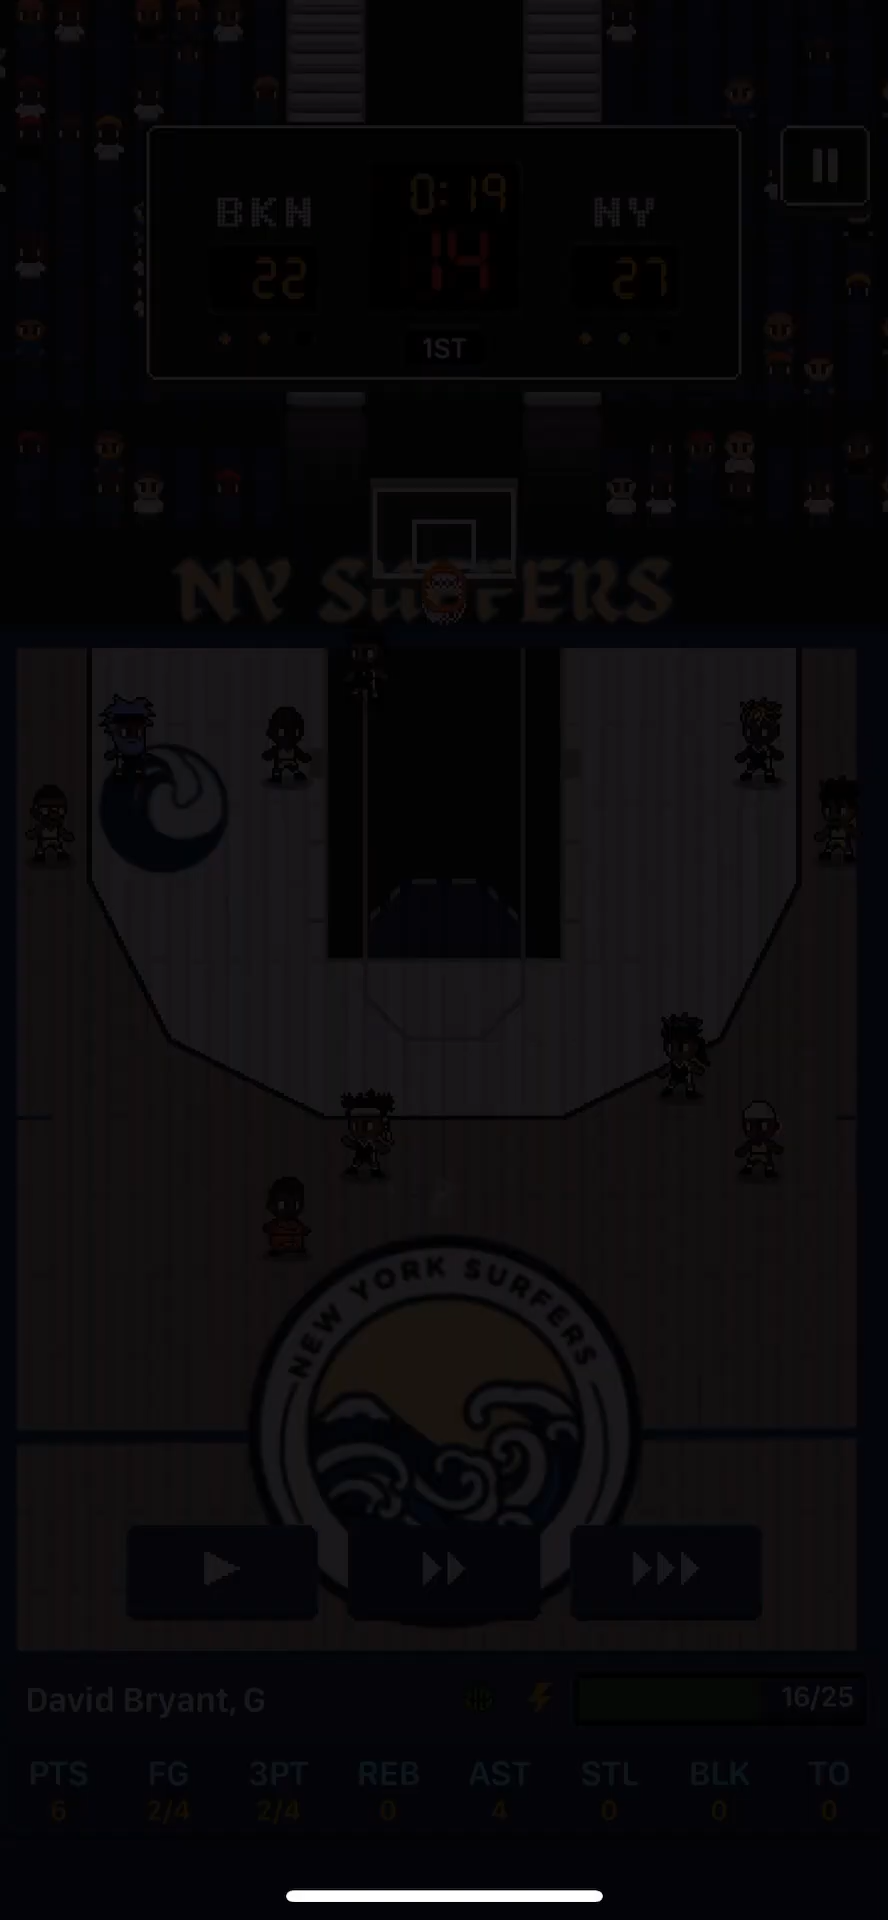 BKN 0:19 NY
22 14 27
1ST
NY SURFERS
NEW YORK SURFERS
David Bryant, G 16/25
PTS FG 3PT REB AST STL BLK TO
6 2/4 2/4 0 4 0 0 0